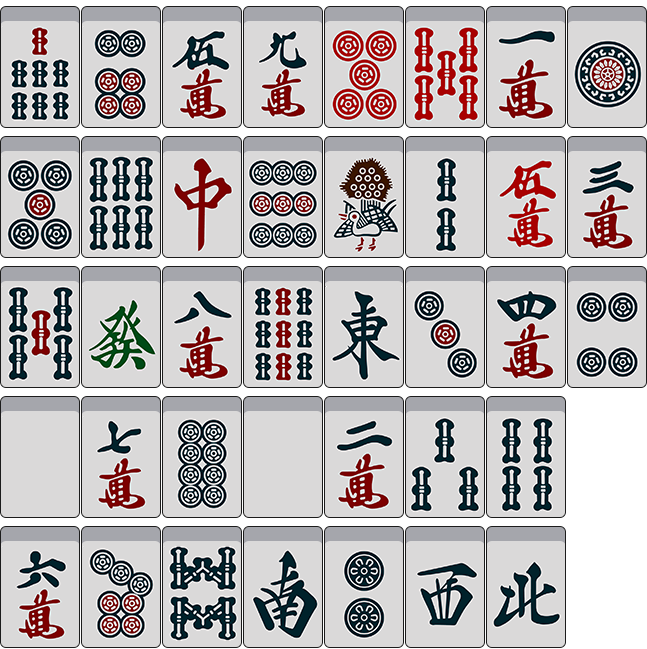 伍萬 九萬 一萬
中 伍萬 三萬
發 八萬 東 四萬
七萬 二萬
六萬 南 西 北